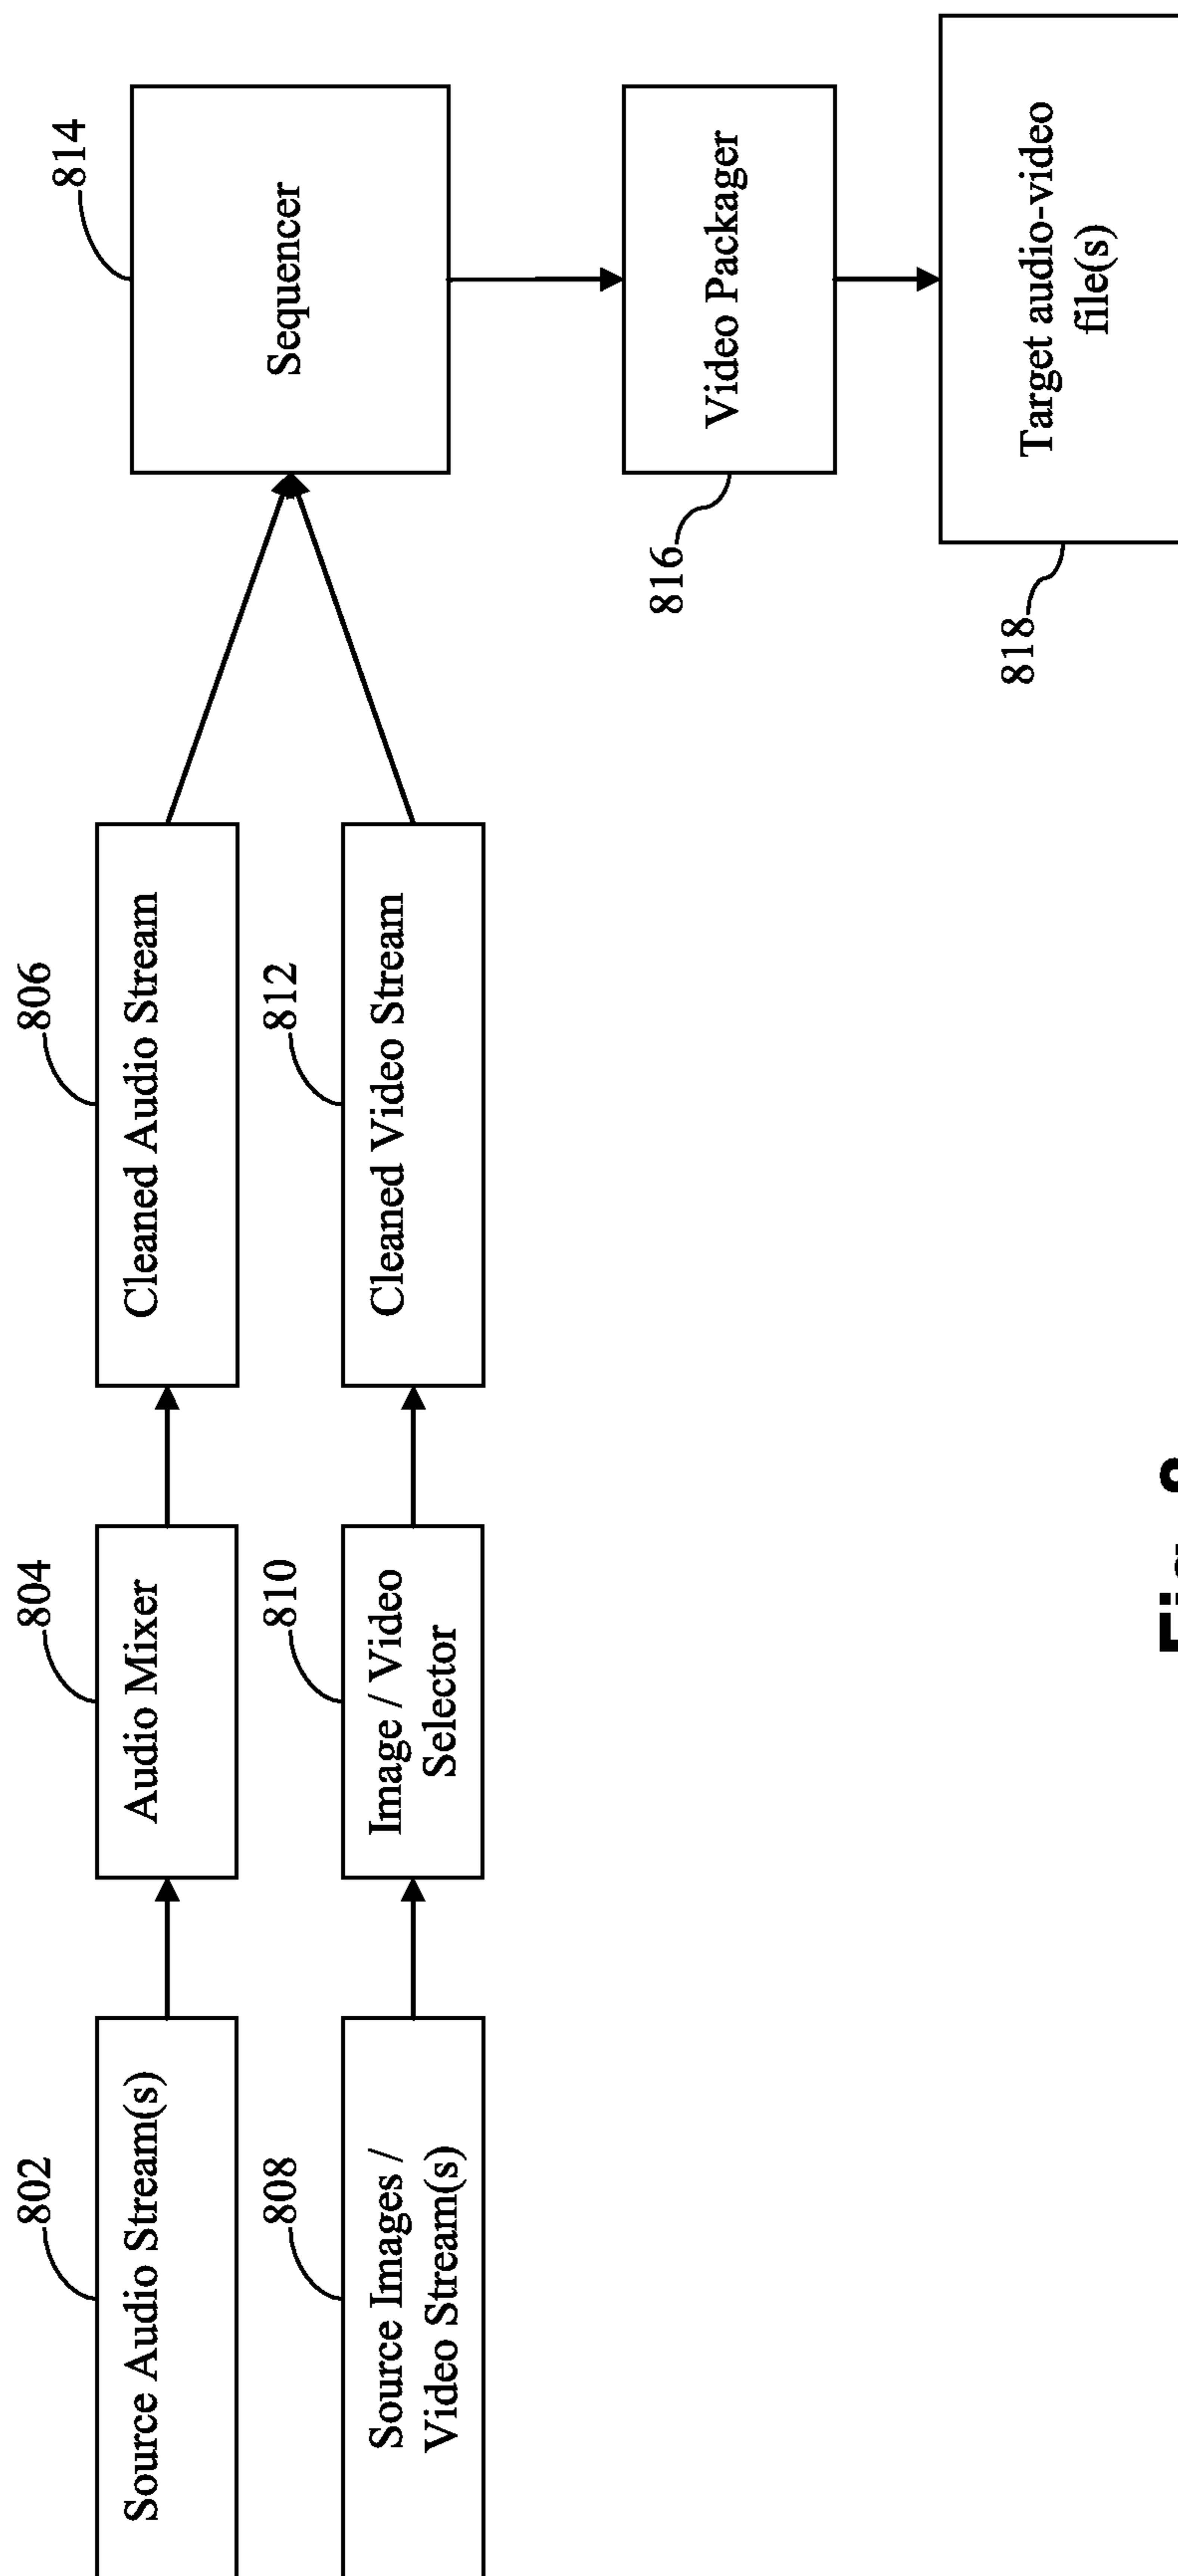 802
Source Audio Stream(s)
804
Audio Mixer
806
Cleaned Audio Stream
808
Source Images /
Video Stream(s)
810
Image / Video
Selector
812
Cleaned Video Stream
814
Sequencer
816
Video Packager
818
Target audio-video
file(s)